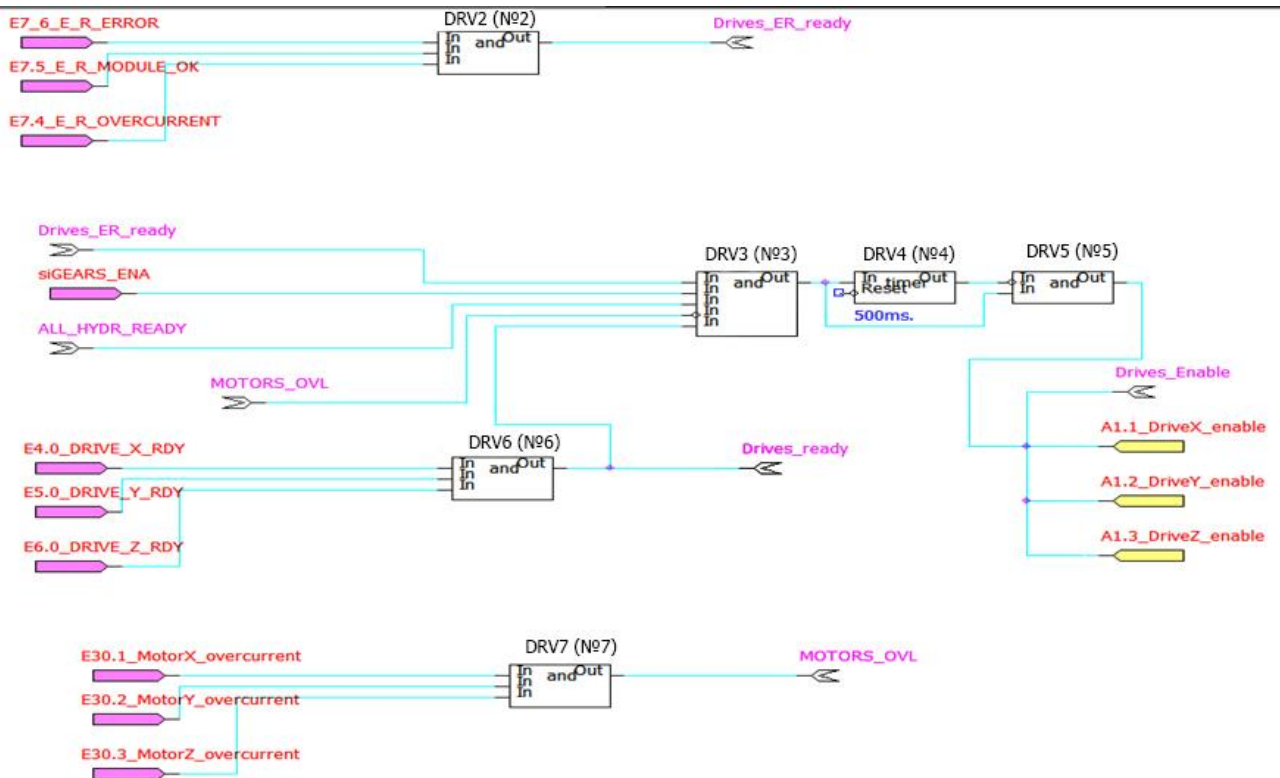 DRV2 (№2)
E7_6_E_R_ERROR
Drives_ER_ready
In
In
In
and
Out
E7.5_E_R_MODULE_OK
E7.4_E_R_OVERCURRENT
Drives_ER_ready
siGEARS_ENA
ALL_HYDR_READY
MOTORS_OVL
DRV3 (№3)
In
In
In
In
In
and
Out
DRV4 (№4)
In
timer
Out
Reset
500ms.
DRV5 (№5)
In
In
and
Out
Drives_Enable
A1.1_DriveX_enable
A1.2_DriveY_enable
A1.3_DriveZ_enable
DRV6 (№6)
E4.0_DRIVE_X_RDY
Drives_ready
In
In
In
and
Out
E5.0_DRIVE_Y_RDY
E6.0_DRIVE_Z_RDY
DRV7 (№7)
E30.1_MotorX_overcurrent
MOTORS_OVL
In
In
In
and
Out
E30.2_MotorY_overcurrent
E30.3_MotorZ_overcurrent